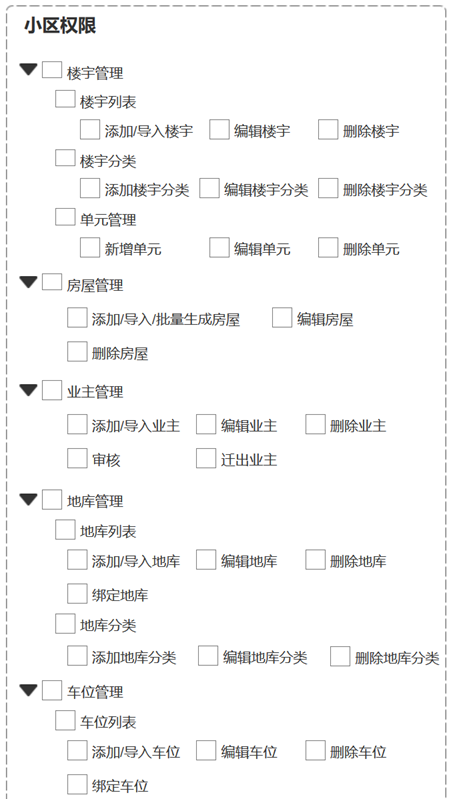 小区权限
楼宇管理
楼宇列表
添加/导入楼宇 编辑楼宇 删除楼宇
楼宇分类
添加楼宇分类 编辑楼宇分类 删除楼宇分类
单元管理
新增单元 编辑单元 删除单元
房屋管理
添加/导入/批量生成房屋 编辑房屋
删除房屋
业主管理
添加/导入业主 编辑业主 删除业主
审核 迁出业主
地库管理
地库列表
添加/导入地库 编辑地库 删除地库
绑定地库
地库分类
添加地库分类 编辑地库分类 删除地库分类
车位管理
车位列表
添加/导入车位 编辑车位 删除车位
绑定车位